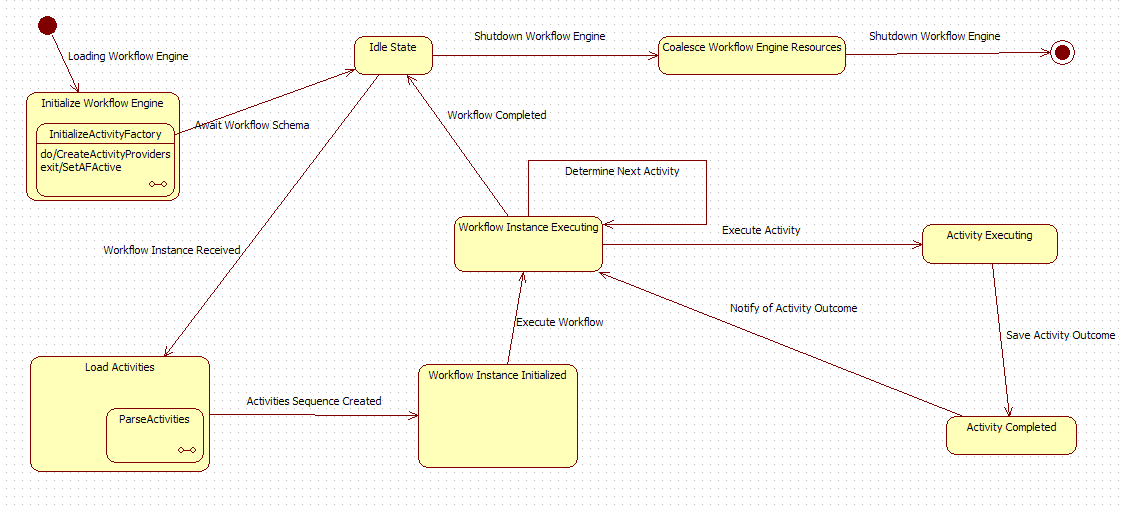 Idle State
Shutdown Workflow Engine
Coalesce Workflow Engine Resources
Shutdown Workflow Engine
Loading Workflow Engine
Initialize Workflow Engine
InitializeActivityFactory
do/CreateActivityProviders
exit/SetAFActive
Await Workflow Schema
Workflow Completed
Determine Next Activity
Workflow Instance Executing
Execute Activity
Activity Executing
Workflow Instance Received
Notify of Activity Outcome
Execute Workflow
Save Activity Outcome
Load Activities
Workflow Instance Initialized
Activities Sequence Created
ParseActivities
Activity Completed